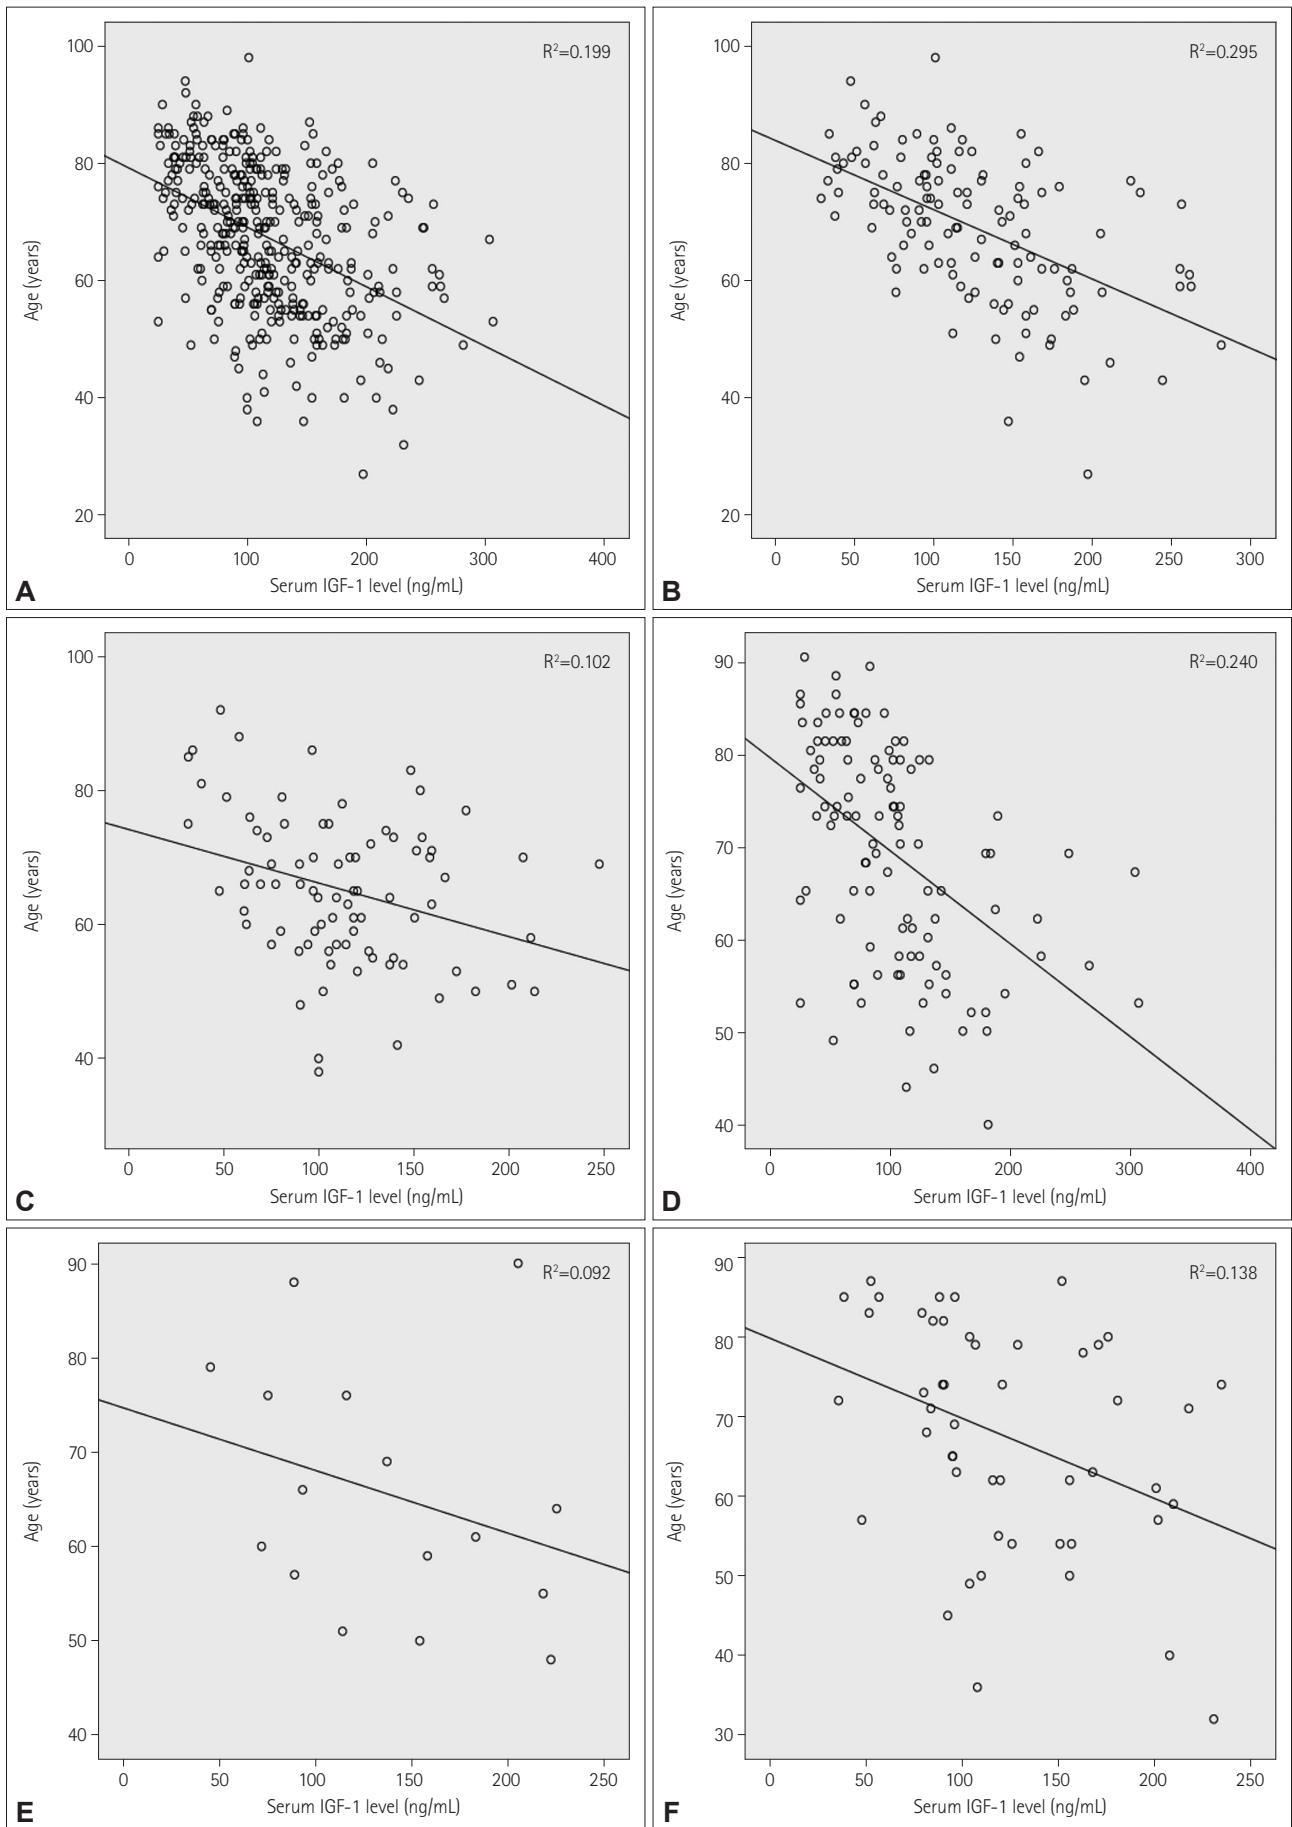 R²=0.199
100
80
60
40
20
Age (years)
0 100 200 300 400
Serum IGF-1 level (ng/mL)
A
R²=0.295
100
80
60
40
20
Age (years)
0 50 100 150 200 250 300
Serum IGF-1 level (ng/mL)
B
R²=0.102
100
80
60
40
Age (years)
0 50 100 150 200 250
Serum IGF-1 level (ng/mL)
C
R²=0.240
90
80
70
60
50
40
Age (years)
0 100 200 300 400
Serum IGF-1 level (ng/mL)
D
R²=0.092
90
80
70
60
50
40
Age (years)
0 50 100 150 200 250
Serum IGF-1 level (ng/mL)
E
R²=0.138
90
80
70
60
50
40
30
Age (years)
0 50 100 150 200 250
Serum IGF-1 level (ng/mL)
F